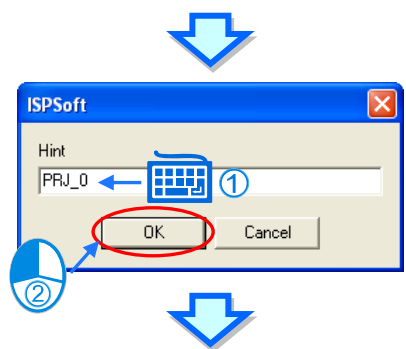 ISPSoft
Hint
PRJ_0
①
OK Cancel
②